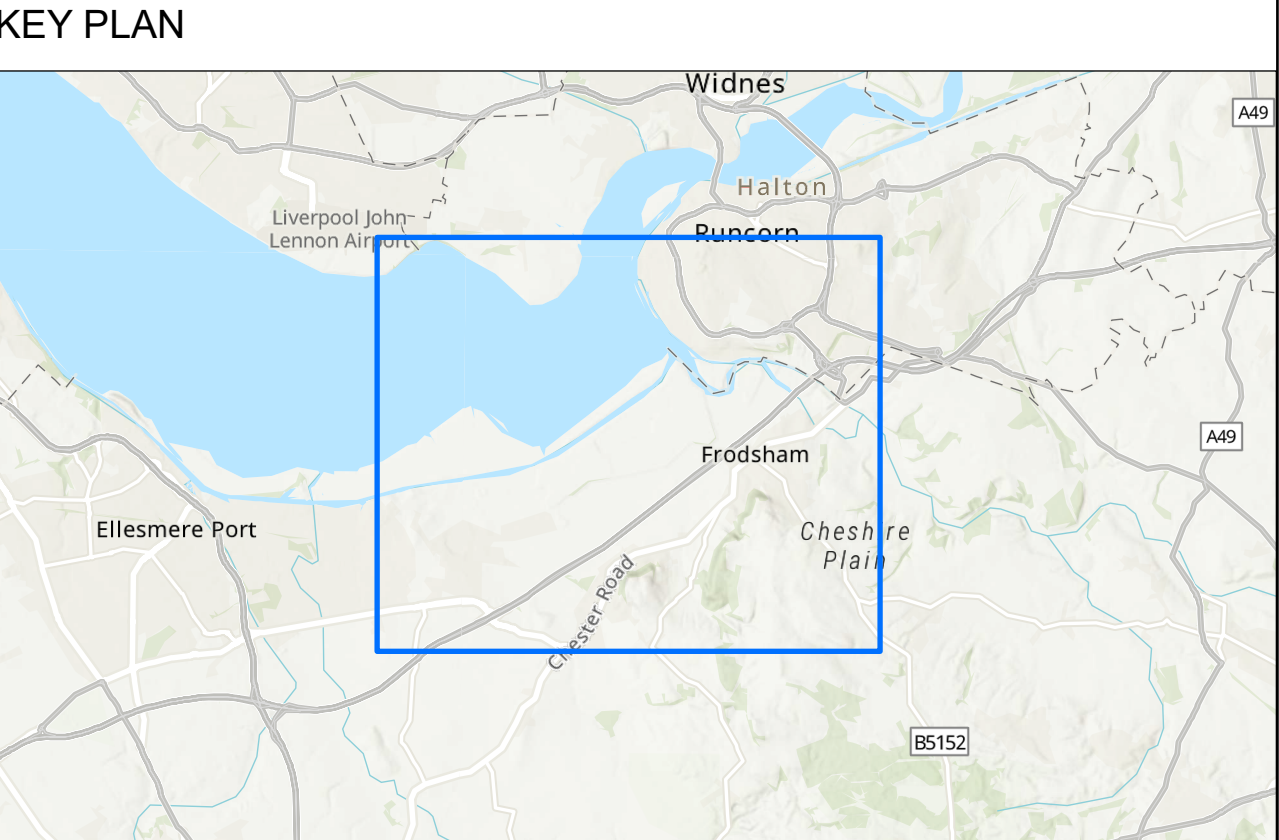 KEY PLAN
Widnes
A49
Halton
Liverpool John
Lennon Airport
Runcorn
A49
Frodsham
Ellesmere Port
Cheshire
Plain
Chester Road
B5152